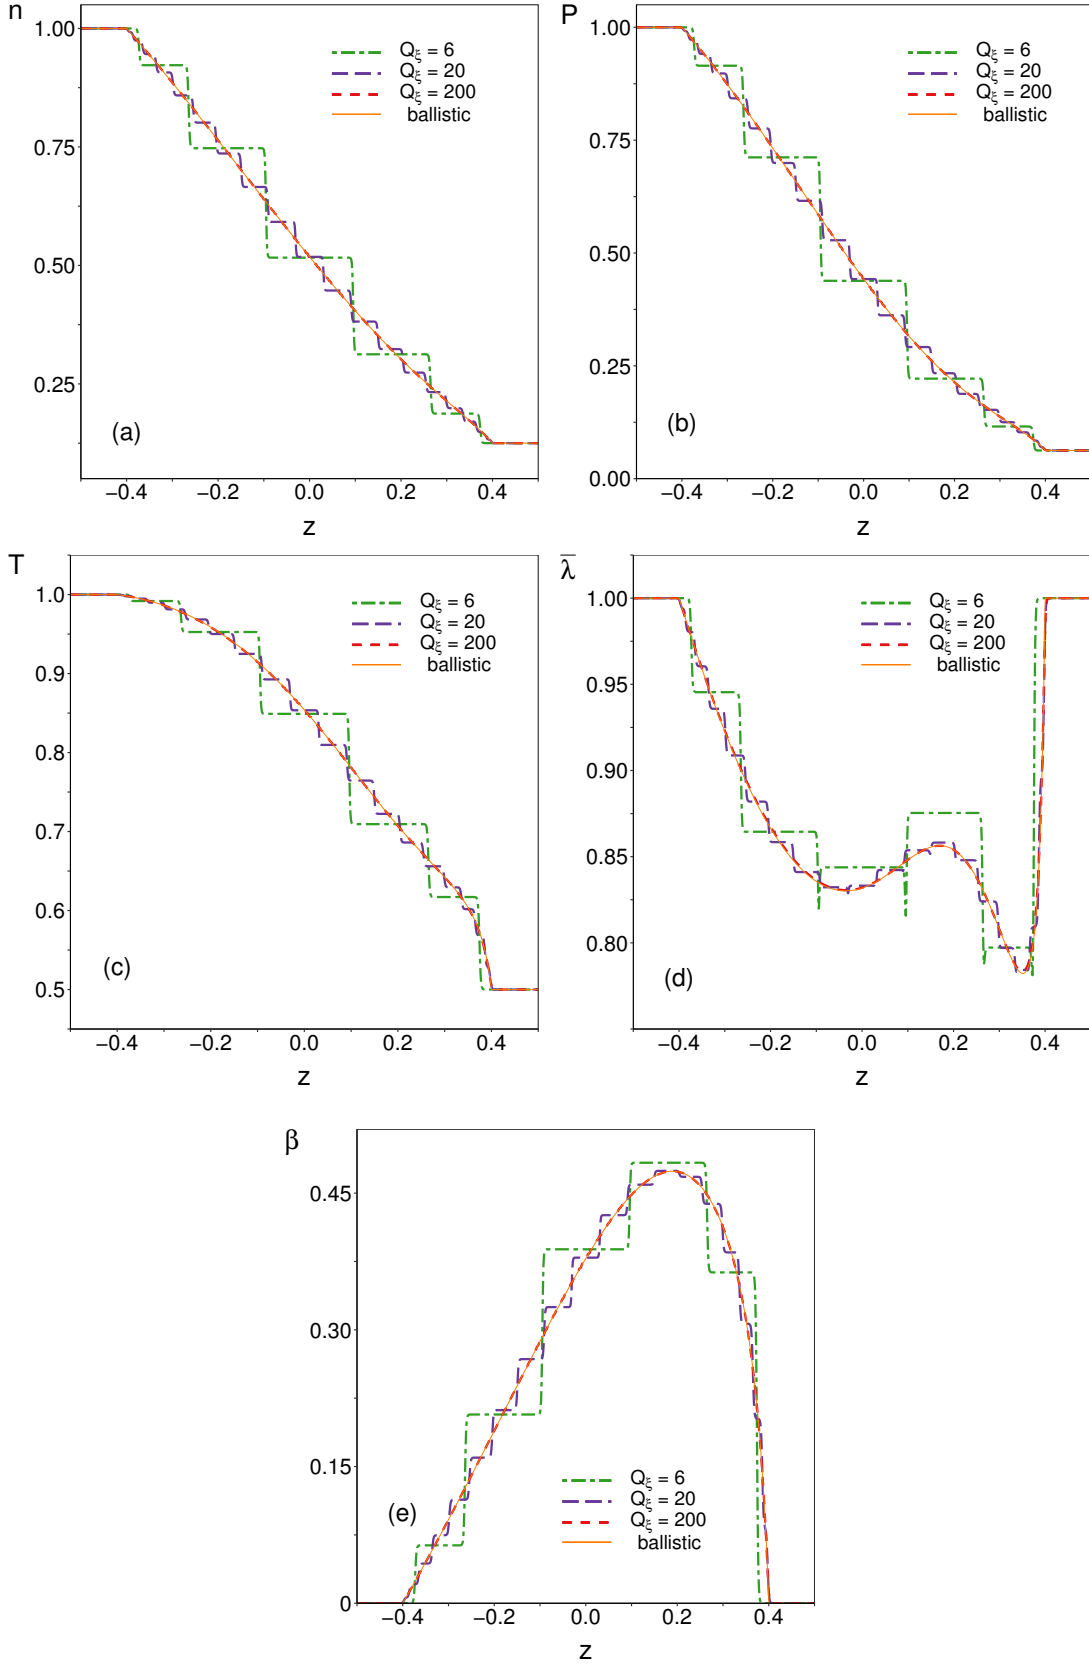 n
1.00
0.75
0.50
0.25
Qξ = 6
Qξ = 20
Qξ = 200
ballistic
(a)
−0.4 −0.2 0.0 0.2 0.4
z
P
1.00
0.75
0.50
0.25
0.00
Qξ = 6
Qξ = 20
Qξ = 200
ballistic
(b)
−0.4 −0.2 0.0 0.2 0.4
z
T
1.0
0.9
0.8
0.7
0.6
0.5
Qξ = 6
Qξ = 20
Qξ = 200
ballistic
(c)
−0.4 −0.2 0.0 0.2 0.4
z
λ̄
1.00
0.95
0.90
0.85
0.80
Qξ = 6
Qξ = 20
Qξ = 200
ballistic
(d)
−0.4 −0.2 0.0 0.2 0.4
z
β
0.45
0.30
0.15
0
(e)
Qξ = 6
Qξ = 20
Qξ = 200
ballistic
−0.4 −0.2 0.0 0.2 0.4
z